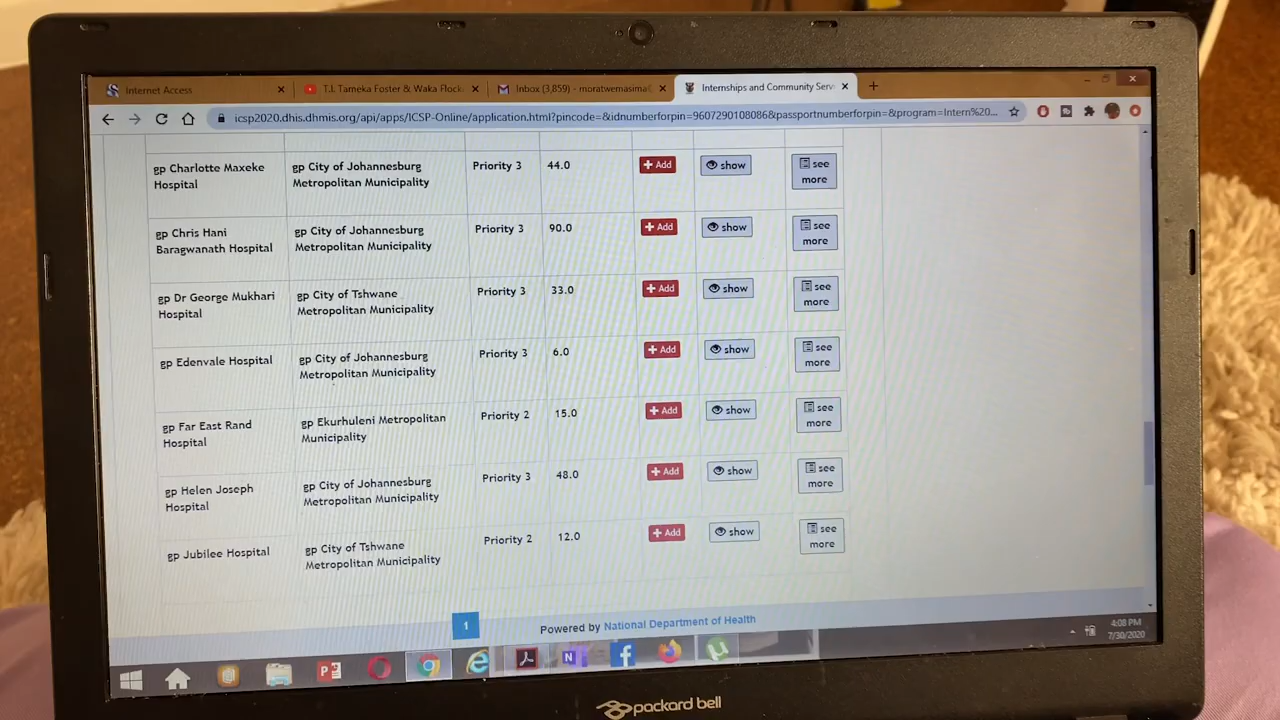 Internet Access
T.I. Tameka Foster & Waka Flock
Inbox (3,859) - moratwemasima
Internships and Community Serv
icsp2020.dhis.dhmis.org/api/apps/ICSP-Online/application.html?pincode=&idnumberforpin=9607290108086&passportnumberforpin=&program=Intern%20...
gp Charlotte Maxeke
Hospital
gp City of Johannesburg
Metropolitan Municipality
Priority 3
44.0
Add
show
see
more
gp Chris Hani
Baragwanath Hospital
gp City of Johannesburg
Metropolitan Municipality
Priority 3
90.0
Add
show
see
more
gp Dr George Mukhari
Hospital
gp City of Tshwane
Metropolitan Municipality
Priority 3
33.0
Add
show
see
more
gp Edenvale Hospital
gp City of Johannesburg
Metropolitan Municipality
Priority 3
6.0
Add
show
see
more
gp Far East Rand
Hospital
gp Ekurhuleni Metropolitan
Municipality
Priority 2
15.0
Add
show
see
more
gp Helen Joseph
Hospital
gp City of Johannesburg
Metropolitan Municipality
Priority 3
48.0
Add
show
see
more
gp Jubilee Hospital
gp City of Tshwane
Metropolitan Municipality
Priority 2
12.0
Add
show
see
more
1
Powered by National Department of Health
4:08 PM
7/30/2020
packard bell